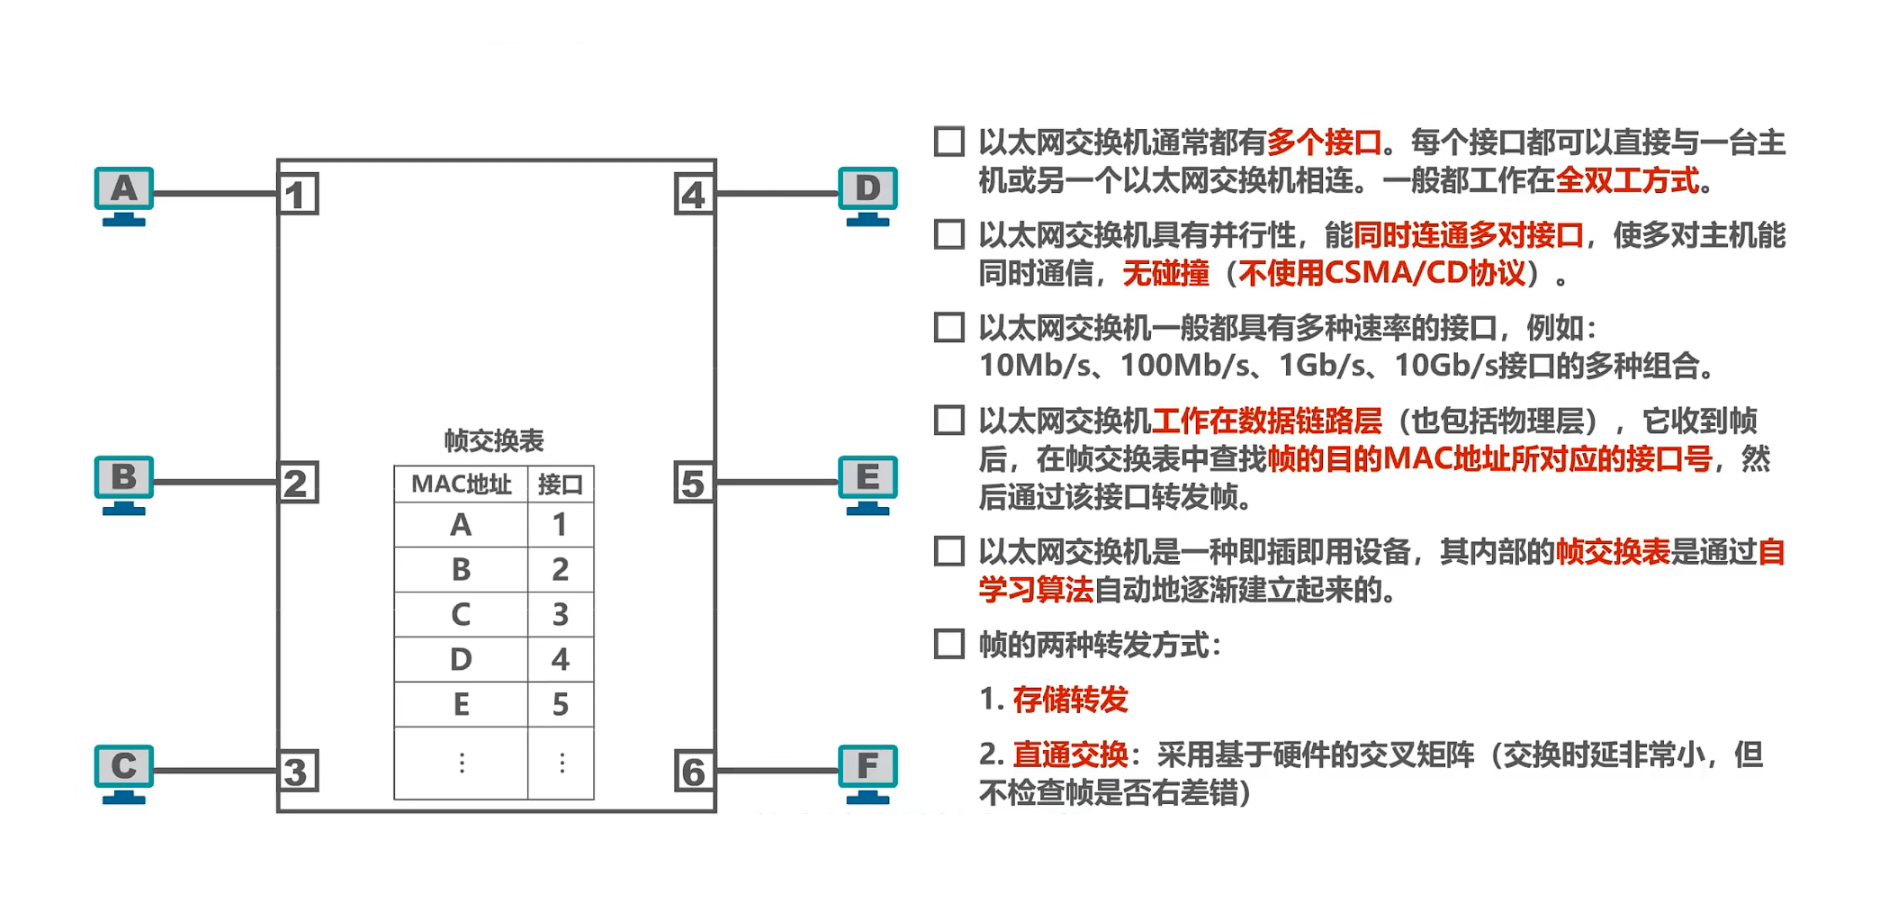 A
1
4
D
B
2
5
E
C
3
6
F
帧交换表
MAC地址 接口
A 1
B 2
C 3
D 4
E 5
⋮ ⋮
以太网交换机通常都有多个接口。每个接口都可以直接与一台主
机或另一个以太网交换机相连。一般都工作在全双工方式。
以太网交换机具有并行性，能同时连通多对接口，使多对主机能
同时通信，无碰撞（不使用CSMA/CD协议）。
以太网交换机一般都具有多种速率的接口，例如：
10Mb/s、100Mb/s、1Gb/s、10Gb/s接口的多种组合。
以太网交换机工作在数据链路层（也包括物理层），它收到帧
后，在帧交换表中查找帧的目的MAC地址所对应的接口号，然
后通过该接口转发帧。
以太网交换机是一种即插即用设备，其内部的帧交换表是通过自
学习算法自动地逐渐建立起来的。
帧的两种转发方式：
1. 存储转发
2. 直通交换：采用基于硬件的交叉矩阵（交换时延非常小，但
不检查帧是否右差错）